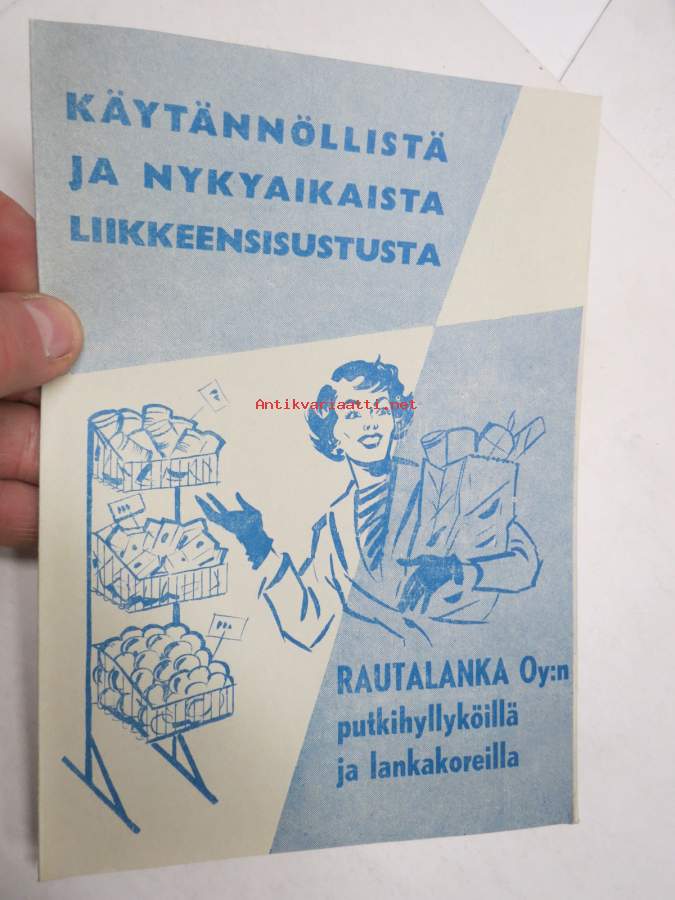 KÄYTÄNNÖLLISTÄ
JA NYKYAIKAISTA
LIIKKEENSISUSTUSTA
Antikvariaatti.net
RAUTALANKA Oy:n
putkihyllyköillä
ja lankakoreilla